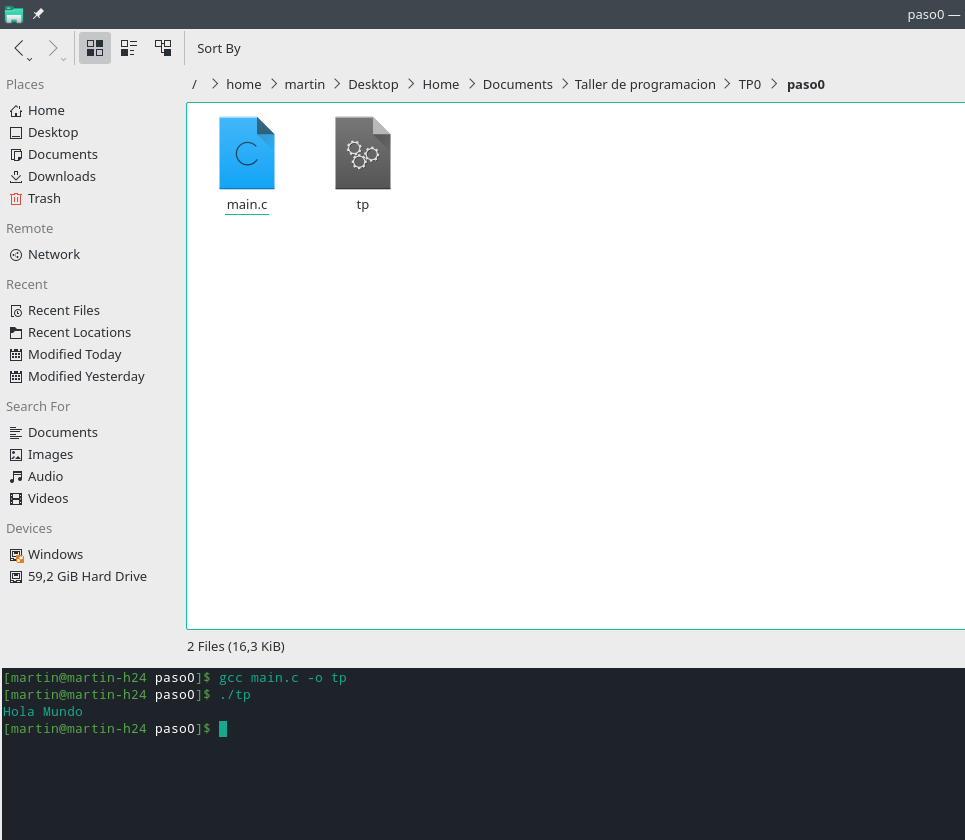 paso0 —
Sort By
Places
Home
Desktop
Documents
Downloads
Trash
Remote
Network
Recent
Recent Files
Recent Locations
Modified Today
Modified Yesterday
Search For
Documents
Images
Audio
Videos
Devices
Windows
59,2 GiB Hard Drive
/ > home > martin > Desktop > Home > Documents > Taller de programacion > TP0 > paso0
C
main.c
tp
2 Files (16,3 KiB)
[martin@martin-h24 paso0]$ gcc main.c -o tp
[martin@martin-h24 paso0]$ ./tp
Hola Mundo
[martin@martin-h24 paso0]$